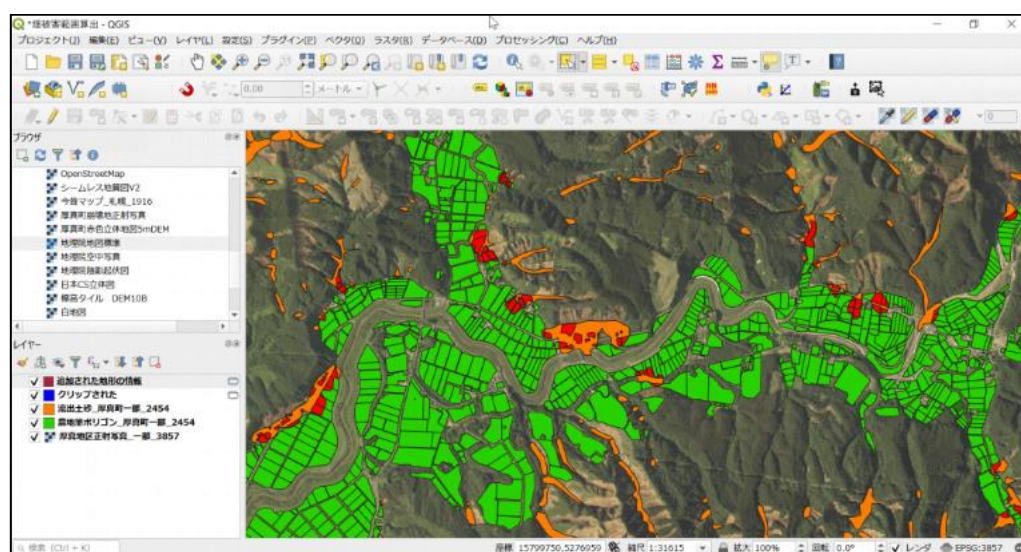 *畑被害範囲算出 - QGIS
プロジェクト(J) 編集(E) ビュー(V) レイヤ(L) 設定(S) プラグイン(P) ベクタ(O) ラスタ(R) データベース(D) プロセッシング(C) ヘルプ(H)
0.00 メートル
ブラウザ
OpenStreetMap
シームレス地質図V2
今昔マップ_札幌_1916
厚真町崩壊地正射写真
厚真町赤色立体地図5mDEM
地理院地図標準
地理院空中写真
地理院陰影起伏図
日本CS立体図
標高タイル DEM10B
白地図
レイヤー
追加された地形の情報
クリップされた
流出土砂_厚真町一部_2454
農地筆ポリゴン_厚真町一部_2454
厚真地区正射写真_一部_3857
検索 (Ctrl + K)
座標 15799750,5276959 縮尺 1:31615 拡大 100% 回転 0.0° レンダ EPSG:3857